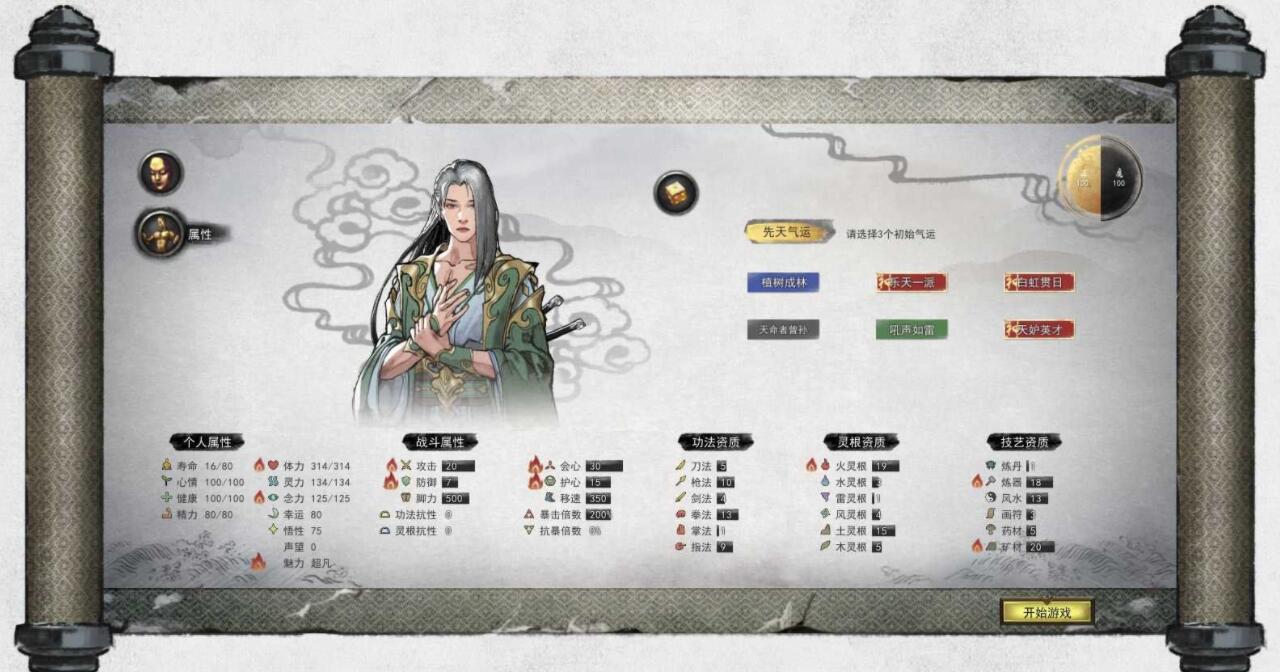 属性
正 魔
100 100
先天气运 请选择3个初始气运
植树成林 乐天一派 白虹贯日
天命者曾孙 吼声如雷 天妒英才
个人属性 战斗属性 功法资质 灵根资质 技艺资质
寿命 16/80 体力 314/314 攻击 20 会心 30 刀法 5 火灵根 19 炼丹 1
心情 100/100 灵力 134/134 防御 7 护心 15 枪法 10 水灵根 炼器 18
健康 100/100 念力 125/125 脚力 500 移速 350 剑法 4 雷灵根 1 风水 13
精力 80/80 幸运 80 功法抗性 0 暴击倍数 200% 拳法 13 风灵根 4 画符 3
悟性 75 灵根抗性 0 抗暴倍数 0% 掌法 1 土灵根 15 药材 5
声望 0 指法 9 木灵根 5 矿材 20
魅力 超凡
开始游戏